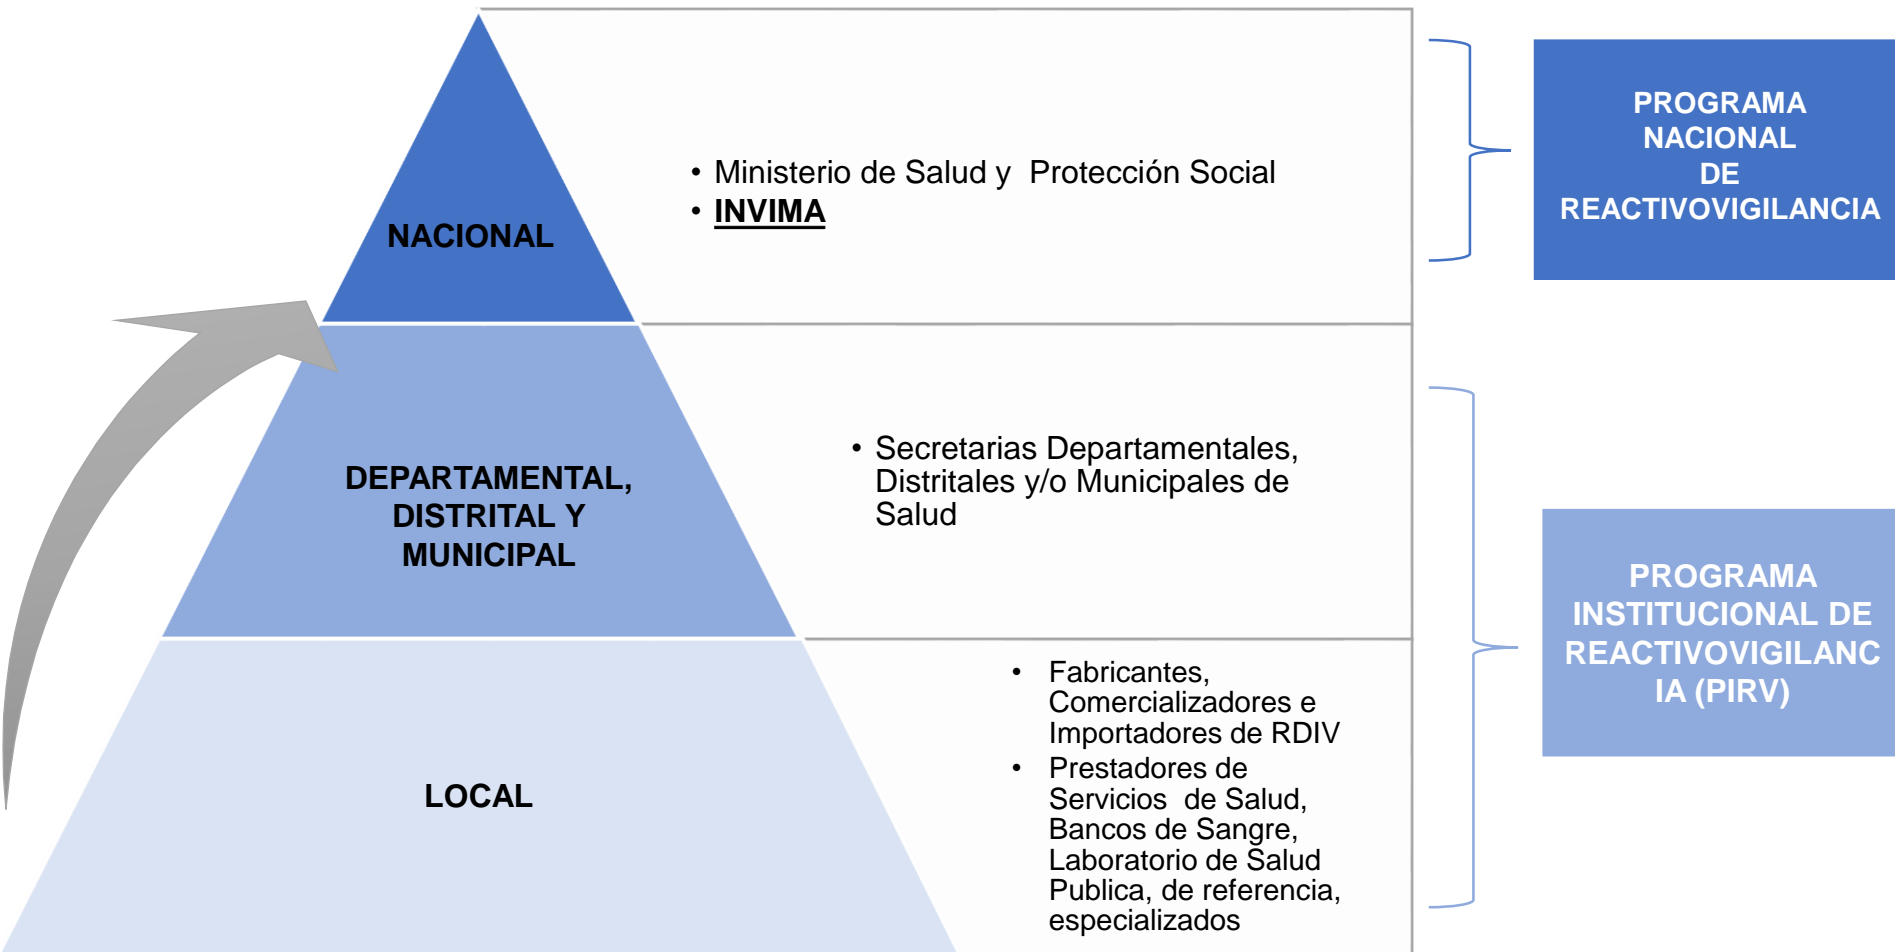 NACIONAL
• Ministerio de Salud y Protección Social
• INVIMA
PROGRAMA
NACIONAL
DE
REACTIVOVIGILANCIA
DEPARTAMENTAL,
DISTRITAL Y
MUNICIPAL
• Secretarias Departamentales,
Distritales y/o Municipales de
Salud
LOCAL
• Fabricantes,
Comercializadores e
Importadores de RDIV
• Prestadores de
Servicios de Salud,
Bancos de Sangre,
Laboratorio de Salud
Publica, de referencia,
especializados
PROGRAMA
INSTITUCIONAL DE
REACTIVOVIGILANC
IA (PIRV)